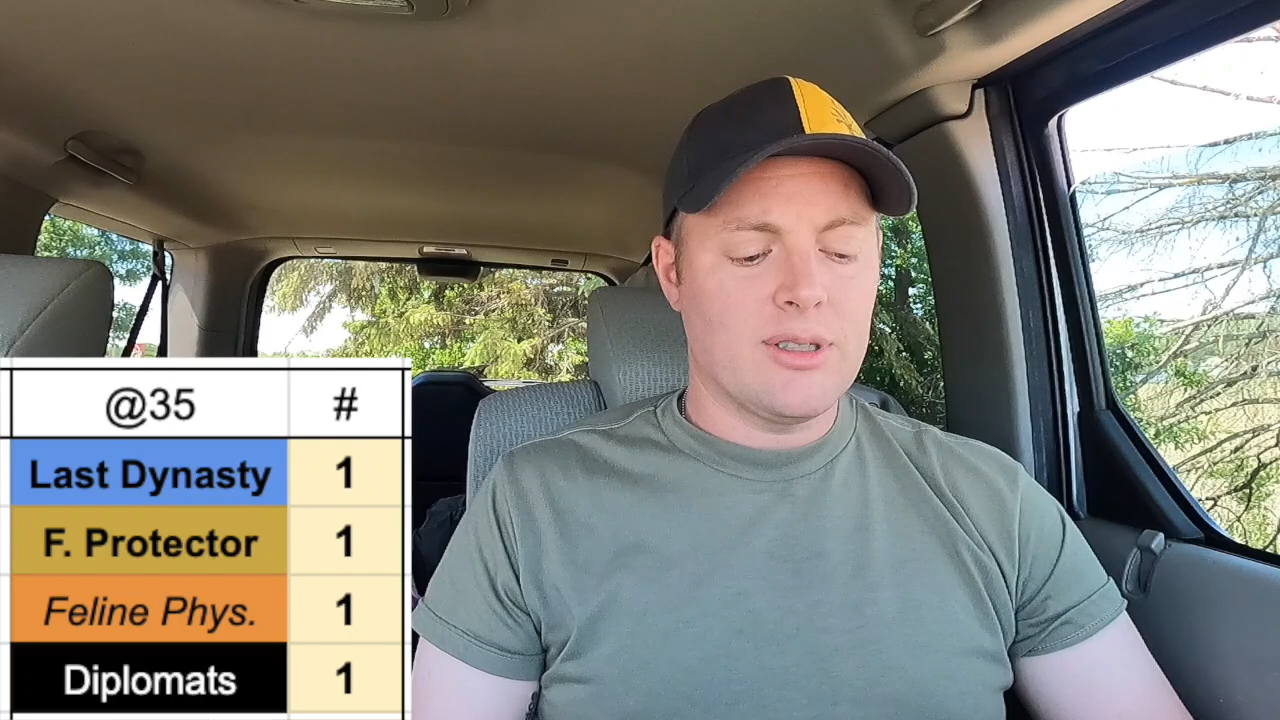 @35 #
Last Dynasty 1
F. Protector 1
Feline Phys. 1
Diplomats 1